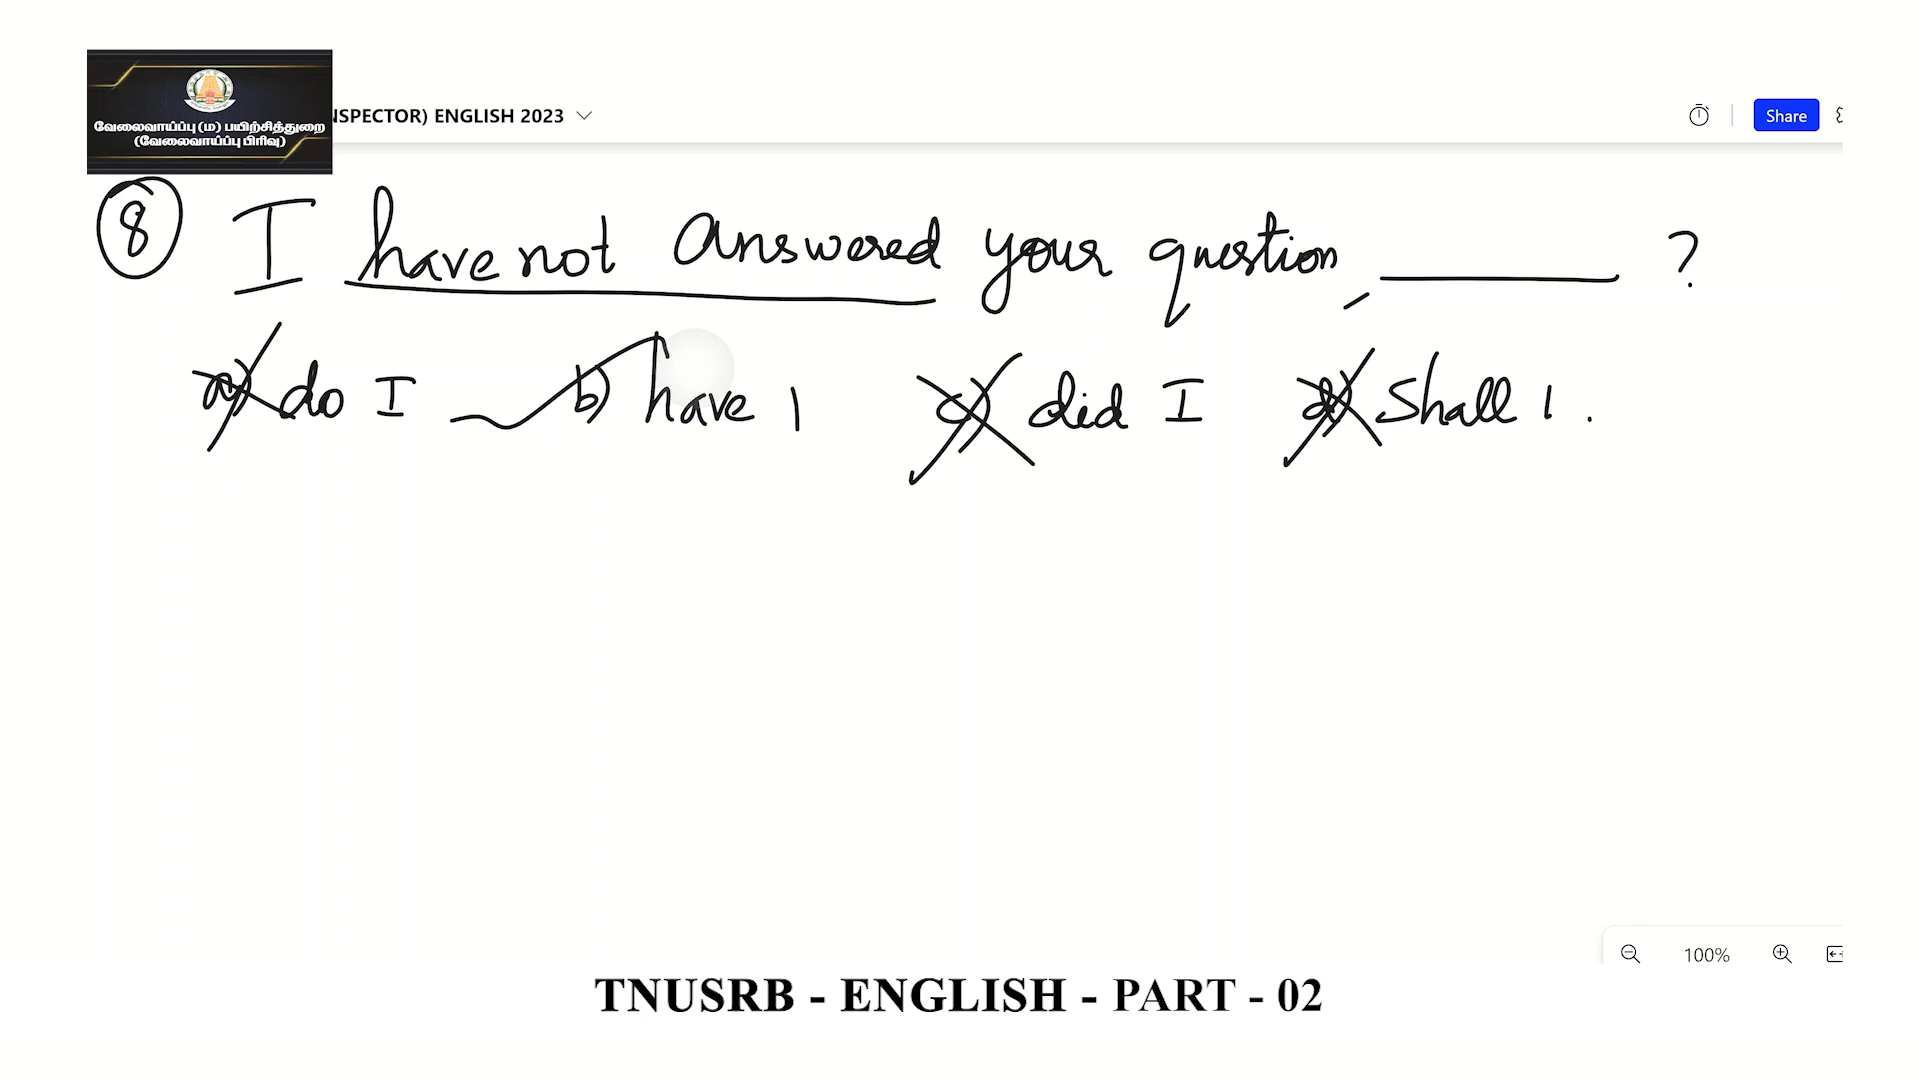 வேலைவாய்ப்பு (ம) பயிற்சித்துறை
(வேலைவாய்ப்பு பிரிவு)
NSPECTOR) ENGLISH 2023
Share
8 I have not answered your question, ______ ?
a) do I b) have I c) did I d) shall I.
100%
TNUSRB - ENGLISH - PART - 02